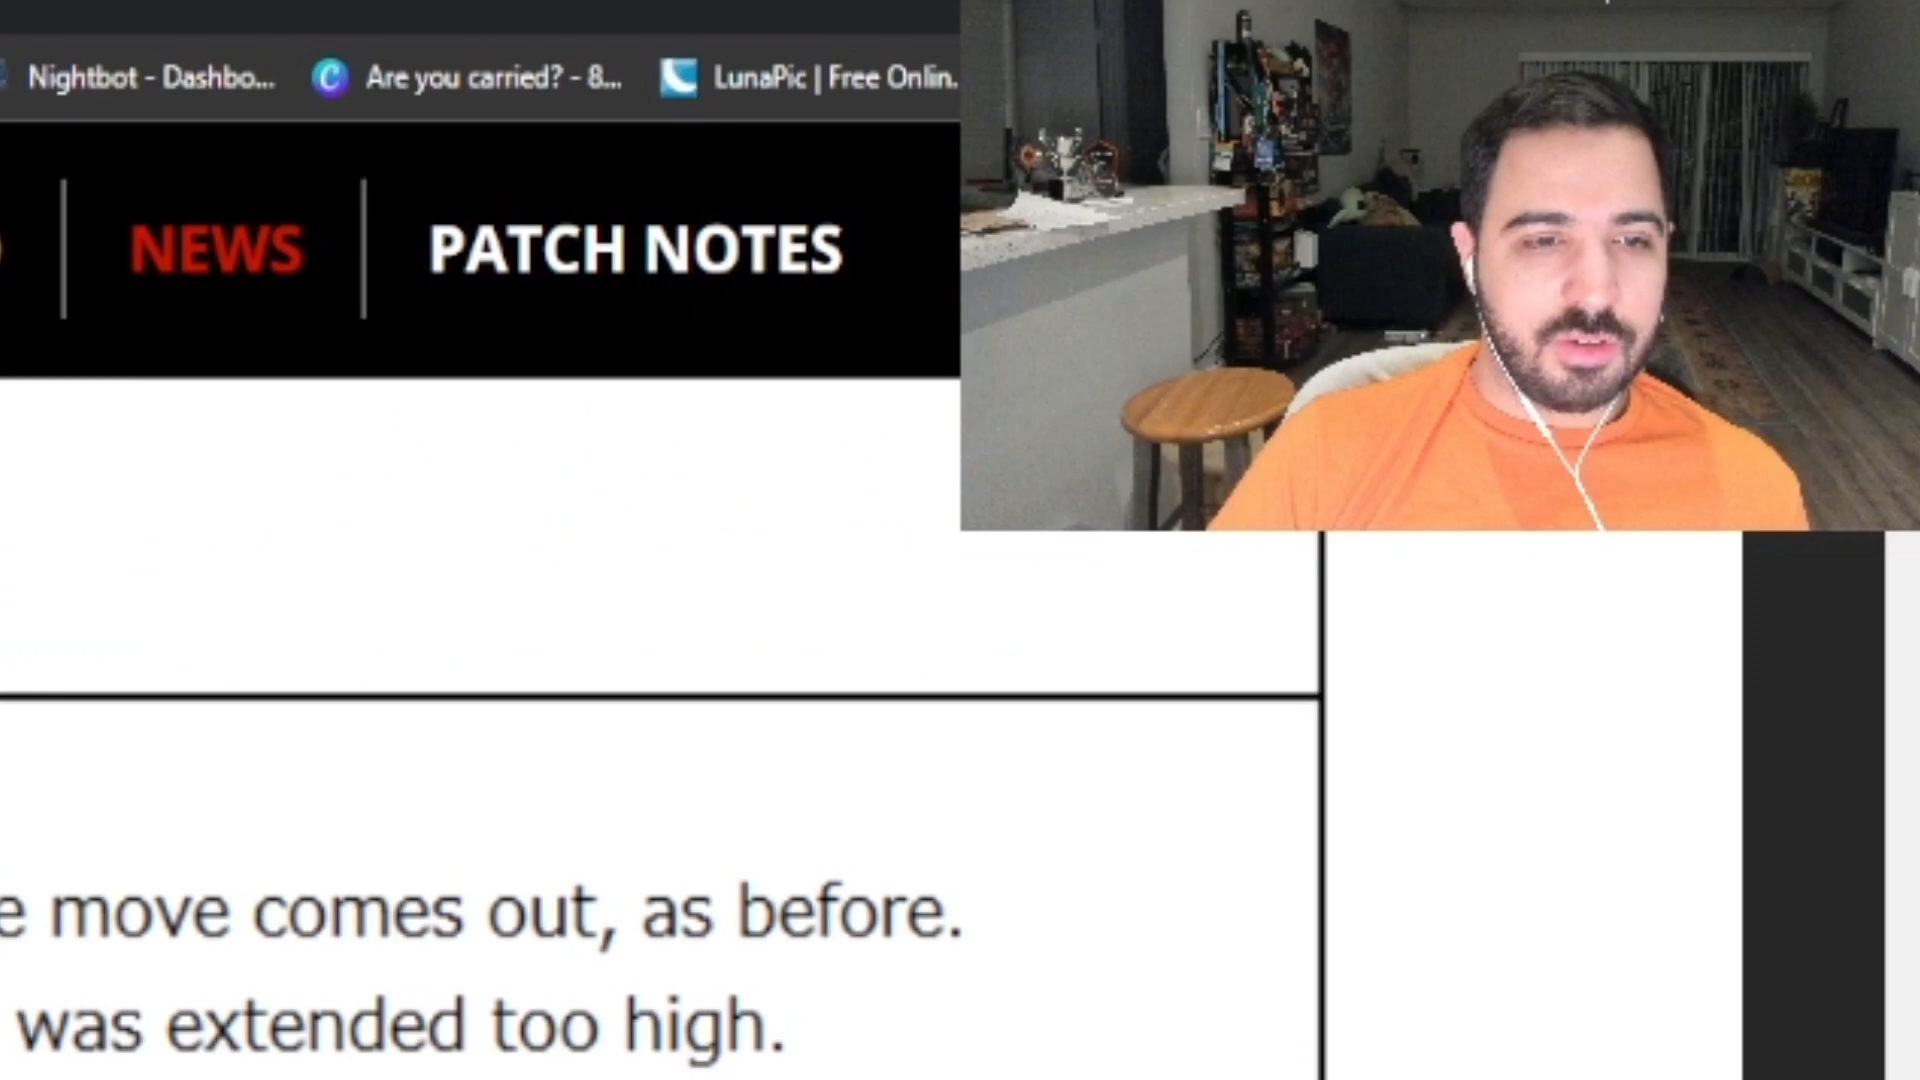 Nightbot - Dashbo...
Are you carried? - 8...
LunaPic | Free Onlin.
NEWS
PATCH NOTES
move comes out, as before.
was extended too high.